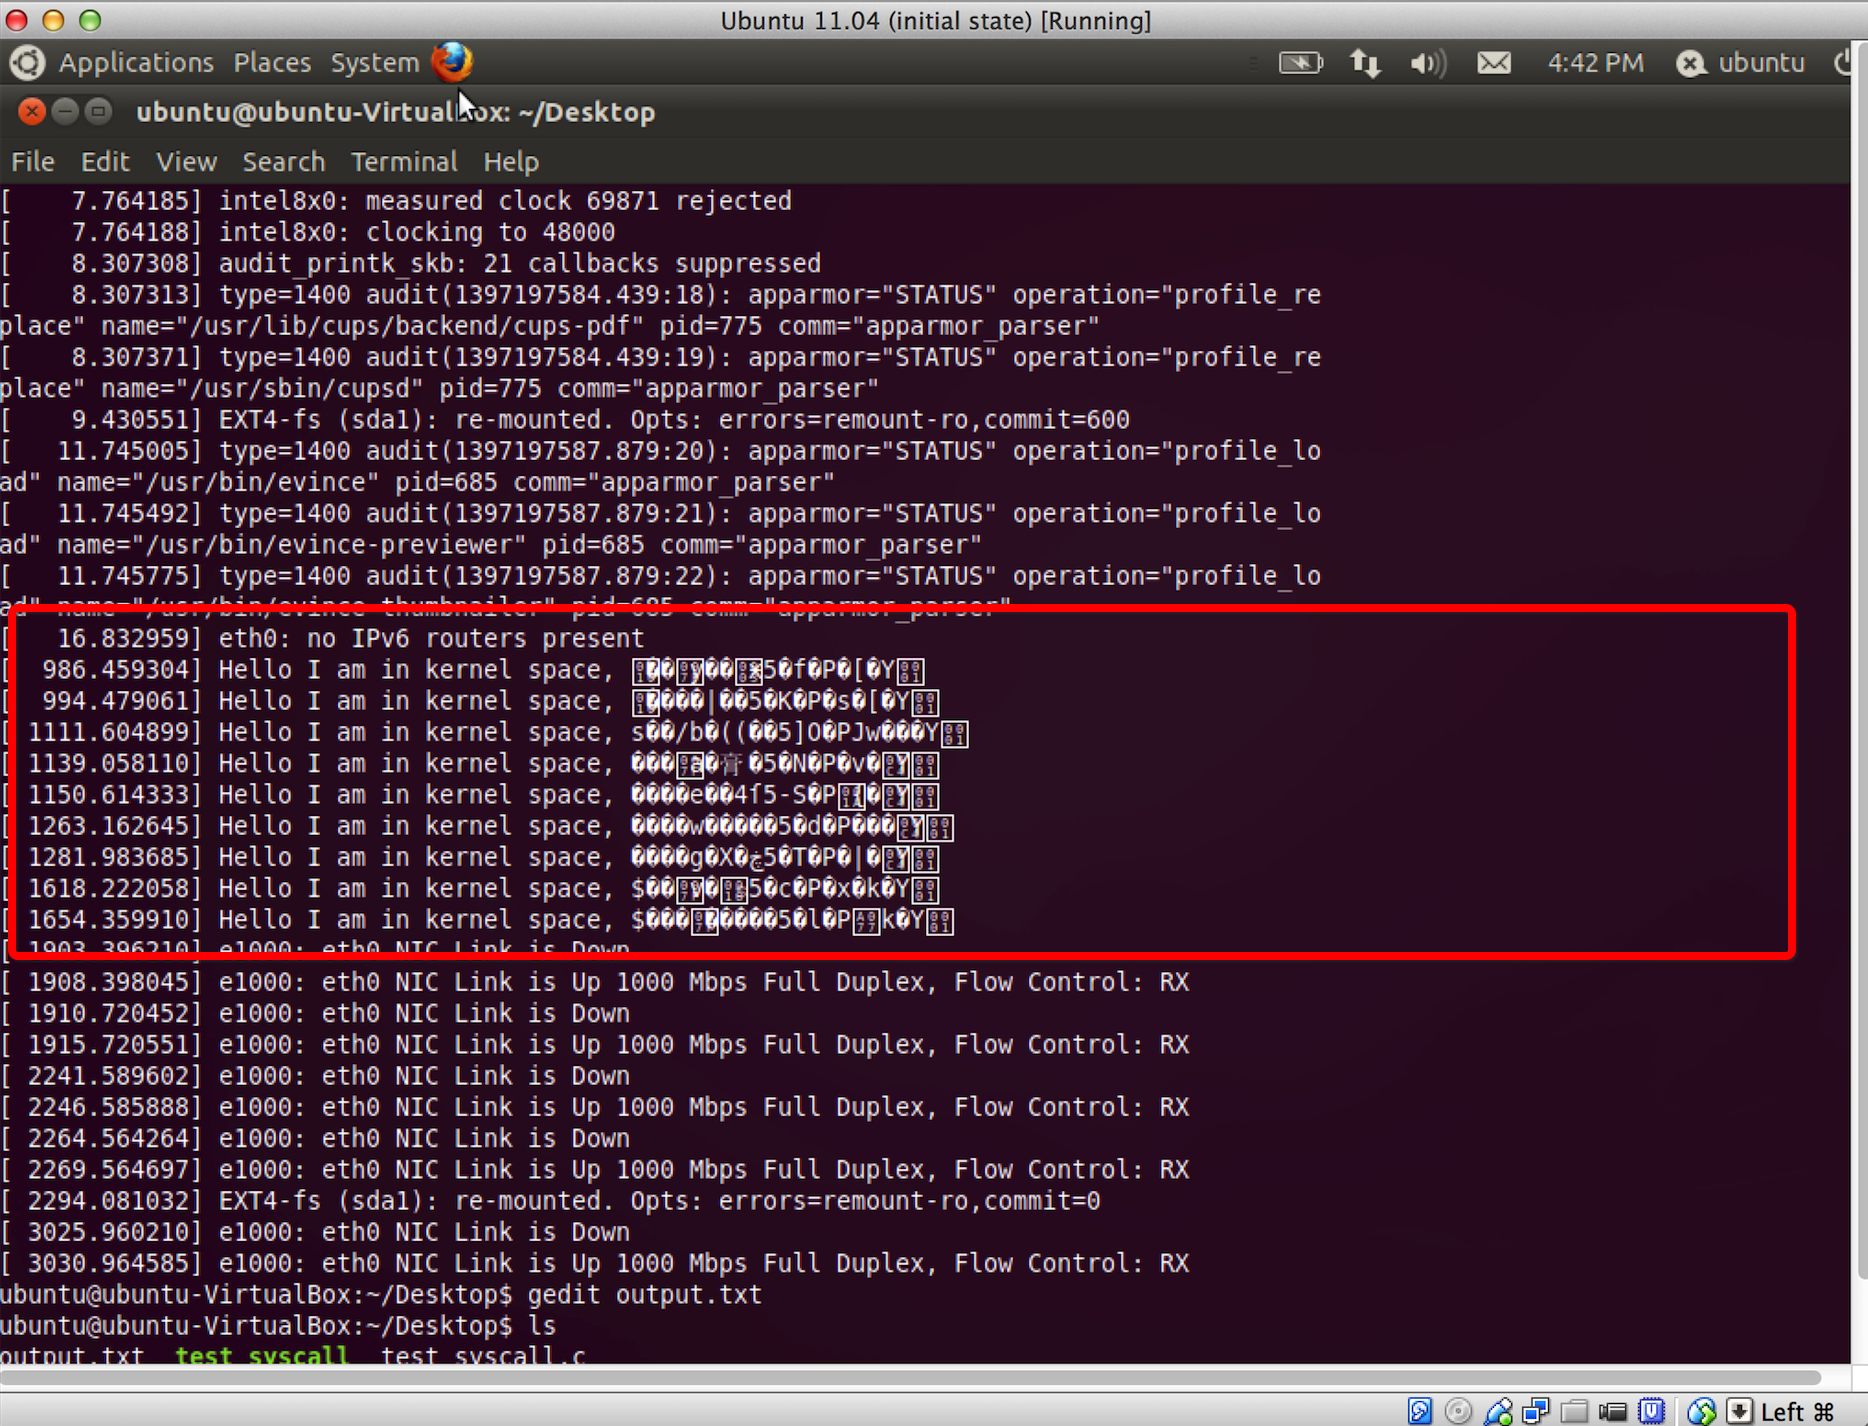 Ubuntu 11.04 (initial state) [Running]
Applications Places System 4:42 PM ubuntu
ubuntu@ubuntu-VirtualBox: ~/Desktop
File Edit View Search Terminal Help
[    7.764185] intel8x0: measured clock 69871 rejected
[    7.764188] intel8x0: clocking to 48000
[    8.307308] audit_printk_skb: 21 callbacks suppressed
[    8.307313] type=1400 audit(1397197584.439:18): apparmor="STATUS" operation="profile_re
place" name="/usr/lib/cups/backend/cups-pdf" pid=775 comm="apparmor_parser"
[    8.307371] type=1400 audit(1397197584.439:19): apparmor="STATUS" operation="profile_re
place" name="/usr/sbin/cupsd" pid=775 comm="apparmor_parser"
[    9.430551] EXT4-fs (sda1): re-mounted. Opts: errors=remount-ro,commit=600
[   11.745005] type=1400 audit(1397197587.879:20): apparmor="STATUS" operation="profile_lo
ad" name="/usr/bin/evince" pid=685 comm="apparmor_parser"
[   11.745492] type=1400 audit(1397197587.879:21): apparmor="STATUS" operation="profile_lo
ad" name="/usr/bin/evince-previewer" pid=685 comm="apparmor_parser"
[   11.745775] type=1400 audit(1397197587.879:22): apparmor="STATUS" operation="profile_lo
ad" name="/usr/bin/evince-thumbnailer" pid=685 comm="apparmor_parser"
[   16.832959] eth0: no IPv6 routers present
[  986.459304] Hello I am in kernel space,
[  994.479061] Hello I am in kernel space,
[ 1111.604899] Hello I am in kernel space,
[ 1139.058110] Hello I am in kernel space,
[ 1150.614333] Hello I am in kernel space,
[ 1263.162645] Hello I am in kernel space,
[ 1281.983685] Hello I am in kernel space,
[ 1618.222058] Hello I am in kernel space,
[ 1654.359910] Hello I am in kernel space,
[ 1903.396210] e1000: eth0 NIC Link is Down
[ 1908.398045] e1000: eth0 NIC Link is Up 1000 Mbps Full Duplex, Flow Control: RX
[ 1910.720452] e1000: eth0 NIC Link is Down
[ 1915.720551] e1000: eth0 NIC Link is Up 1000 Mbps Full Duplex, Flow Control: RX
[ 2241.589602] e1000: eth0 NIC Link is Down
[ 2246.585888] e1000: eth0 NIC Link is Up 1000 Mbps Full Duplex, Flow Control: RX
[ 2264.564264] e1000: eth0 NIC Link is Down
[ 2269.564697] e1000: eth0 NIC Link is Up 1000 Mbps Full Duplex, Flow Control: RX
[ 2294.081032] EXT4-fs (sda1): re-mounted. Opts: errors=remount-ro,commit=0
[ 3025.960210] e1000: eth0 NIC Link is Down
[ 3030.964585] e1000: eth0 NIC Link is Up 1000 Mbps Full Duplex, Flow Control: RX
ubuntu@ubuntu-VirtualBox:~/Desktop$ gedit output.txt
ubuntu@ubuntu-VirtualBox:~/Desktop$ ls
output.txt  test_syscall  test_syscall.c
Left ⌘